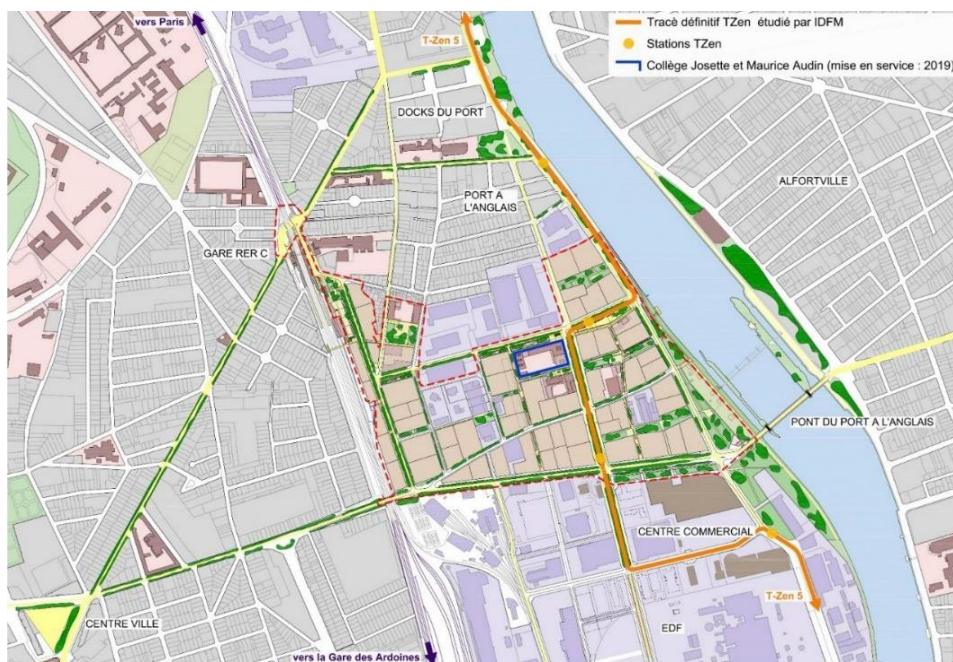 vers Paris
T-Zen 5
Tracè définitif TZen étudié par IDFM
Stations TZen
Collège Josette et Maurice Audin (mise en service : 2019)
DOCKS DU PORT
ALFORTVILLE
PORT A
L'ANGLAIS
GARE RER C
PONT DU PORT A L'ANGLAIS
CENTRE COMMERCIAL
T-Zen 5
CENTRE VILLE
EDF
vers la Gare des Ardoines